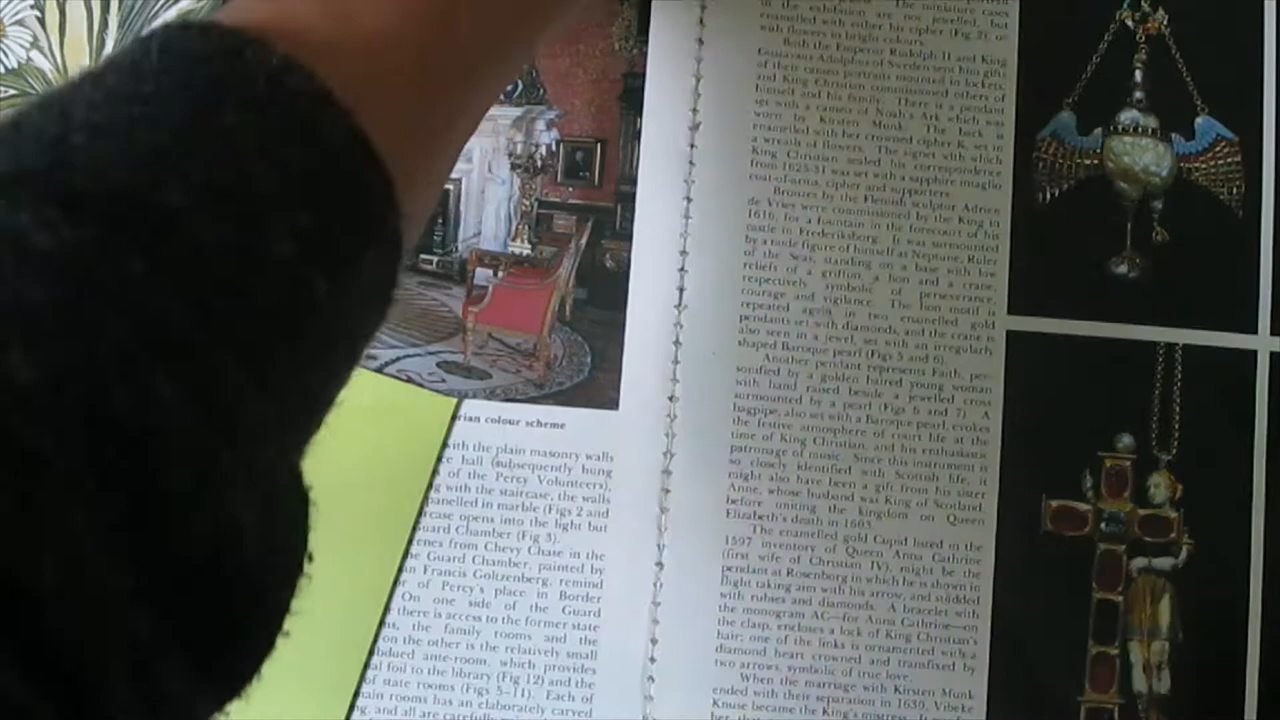 rian colour scheme
ith the plain masonry walls
ce hall (subsequently hung
of the Percy Volunteers),
g with the staircase, the walls
panelled in marble (Figs 2 and
rcase opens into the light but
uard Chamber (Fig 3).
enes from Chevy Chase in the
he Guard Chamber, painted by
n Francis Goltzenberg, remind
r of Percy's place in Border
On one side of the Guard
there is access to the former state
ns, the family rooms and the
on the other is the relatively small
bdued ante-room, which provides
al foil to the library (Fig 12) and the
of state rooms (Figs 5–11). Each of
ain rooms has an elaborately carved
g, and all are carefully
The miniature cases
in the exhibition are not jewelled, but
enamelled with either his cipher (Fig 2) or
with flowers in bright colours.
Both the Emperor Rudolph II and King
Gustavus Adolphus of Sweden sent him gifts
of their cameo portraits mounted in lockets,
and King Christian commissioned others of
himself and his family. There is a pendant
set with a cameo of Noah's Ark which was
worn by Kirsten Munk. The back is
enamelled with her crowned cipher K, set in
a wreath of flowers. The signet with which
King Christian sealed his correspondence
from 1625-31 was set with a sapphire intaglio
coat-of-arms, cipher and supporters.
Bronzes by the Flemish sculptor Adrien
de Vries were commissioned by the King in
1616, for a fountain in the forecourt of his
castle in Frederiksborg. It was surmounted
by a nude figure of himself as Neptune, Ruler
of the Seas, standing on a base with low
reliefs of a griffon, a lion and a crane,
respectively symbolic of perseverance,
courage and vigilance. The lion motif is
repeated again in two enamelled gold
pendants set with diamonds, and the crane is
also seen in a jewel, set with an irregularly
shaped Baroque pearl (Figs 5 and 6).
Another pendant represents Faith, per-
sonified by a golden haired young woman
with hand raised beside a jewelled cross
surmounted by a pearl (Figs 6 and 7). A
bagpipe, also set with a Baroque pearl, evokes
the festive atmosphere of court life at the
time of King Christian, and his enthusiastic
patronage of music. Since this instrument is
so closely identified with Scottish life, it
might also have been a gift from his sister
Anne, whose husband was King of Scotland
before uniting the kingdom on Queen
Elizabeth's death in 1603.
The enamelled gold Cupid listed in the
1597 inventory of Queen Anna Cathrine
(first wife of Christian IV), might be the
pendant at Rosenborg in which he is shown in
flight taking aim with his arrow, and studded
with rubies and diamonds. A bracelet with
the monogram AC—for Anna Cathrine—on
the clasp, encloses a lock of King Christian's
hair; one of the links is ornamented with a
diamond heart crowned and transfixed by
two arrows, symbolic of true love.
When the marriage with Kirsten Munk
ended with their separation in 1630, Vibeke
Knuse became the King's mistress.